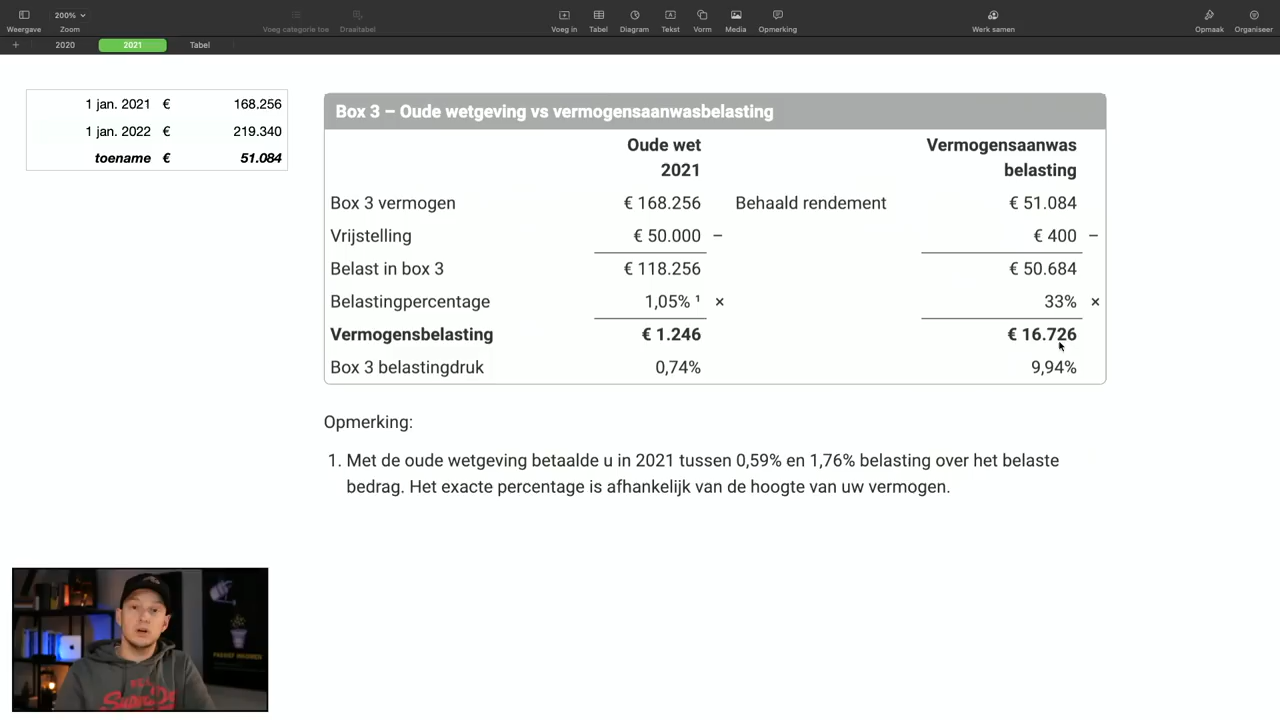 200%
Weergave Zoom Voeg categorie toe Draaitabel Voeg in Tabel Diagram Tekst Vorm Media Opmerking Werk samen Opmaak Organiseer
+ 2020 2021 Tabel
1 jan. 2021 € 168.256
1 jan. 2022 € 219.340
toename € 51.084
Box 3 – Oude wetgeving vs vermogensaanwasbelasting
Oude wet Vermogensaanwas
2021 belasting
Box 3 vermogen € 168.256 Behaald rendement € 51.084
Vrijstelling € 50.000 – € 400 –
Belast in box 3 € 118.256 € 50.684
Belastingpercentage 1,05% ¹ × 33% ×
Vermogensbelasting € 1.246 € 16.726
Box 3 belastingdruk 0,74% 9,94%
Opmerking:
1. Met de oude wetgeving betaalde u in 2021 tussen 0,59% en 1,76% belasting over het belaste
bedrag. Het exacte percentage is afhankelijk van de hoogte van uw vermogen.
PASSIEF INKOMEN